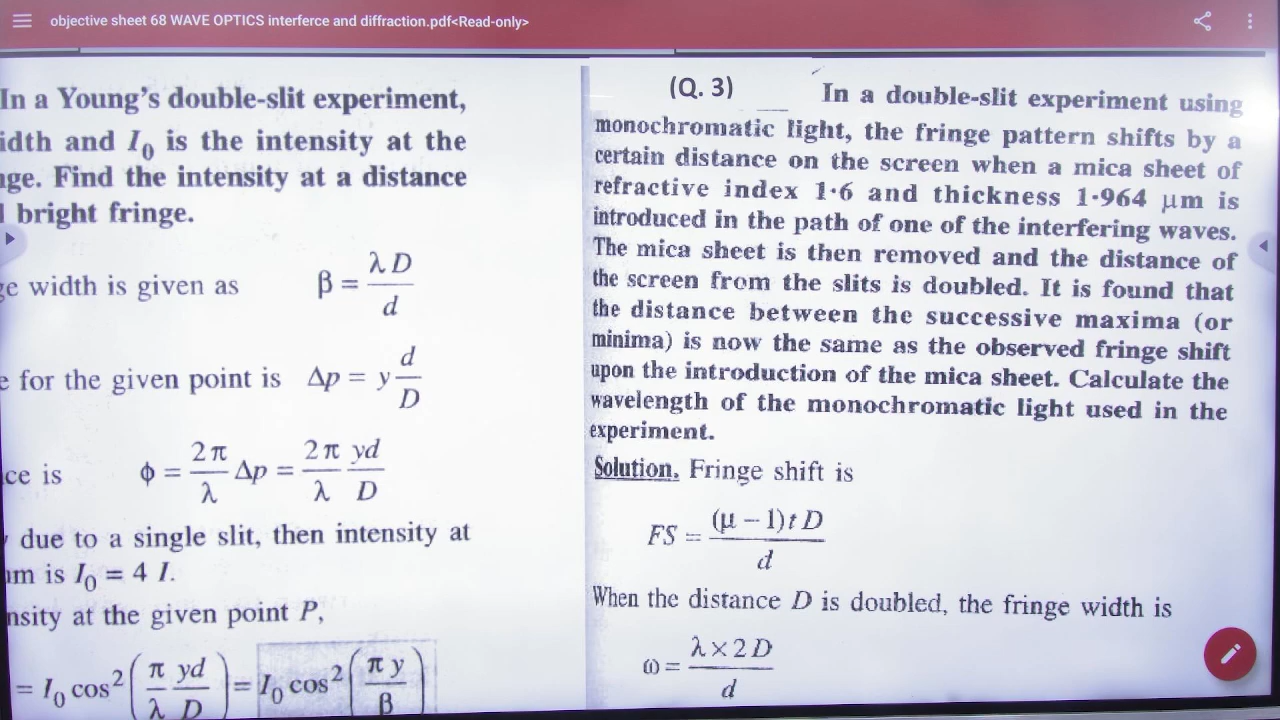 objective sheet 68 WAVE OPTICS interferce and diffraction.pdf<Read-only>
In a Young's double-slit experiment,
idth and I₀ is the intensity at the
ge. Find the intensity at a distance
bright fringe.
ge width is given as β = λD/d
for the given point is Δp = y d/D
ce is φ = 2π/λ Δp = 2π/λ yd/D
due to a single slit, then intensity at
um is I₀ = 4 I.
nsity at the given point P,
= I₀ cos² (π/λ yd/D) = I₀ cos² (πy/β)
(Q. 3) In a double-slit experiment using
monochromatic light, the fringe pattern shifts by a
certain distance on the screen when a mica sheet of
refractive index 1·6 and thickness 1·964 μm is
introduced in the path of one of the interfering waves.
The mica sheet is then removed and the distance of
the screen from the slits is doubled. It is found that
the distance between the successive maxima (or
minima) is now the same as the observed fringe shift
upon the introduction of the mica sheet. Calculate the
wavelength of the monochromatic light used in the
experiment.
Solution. Fringe shift is
FS = (μ − 1) t D/d
When the distance D is doubled, the fringe width is
ω = λ × 2 D/d